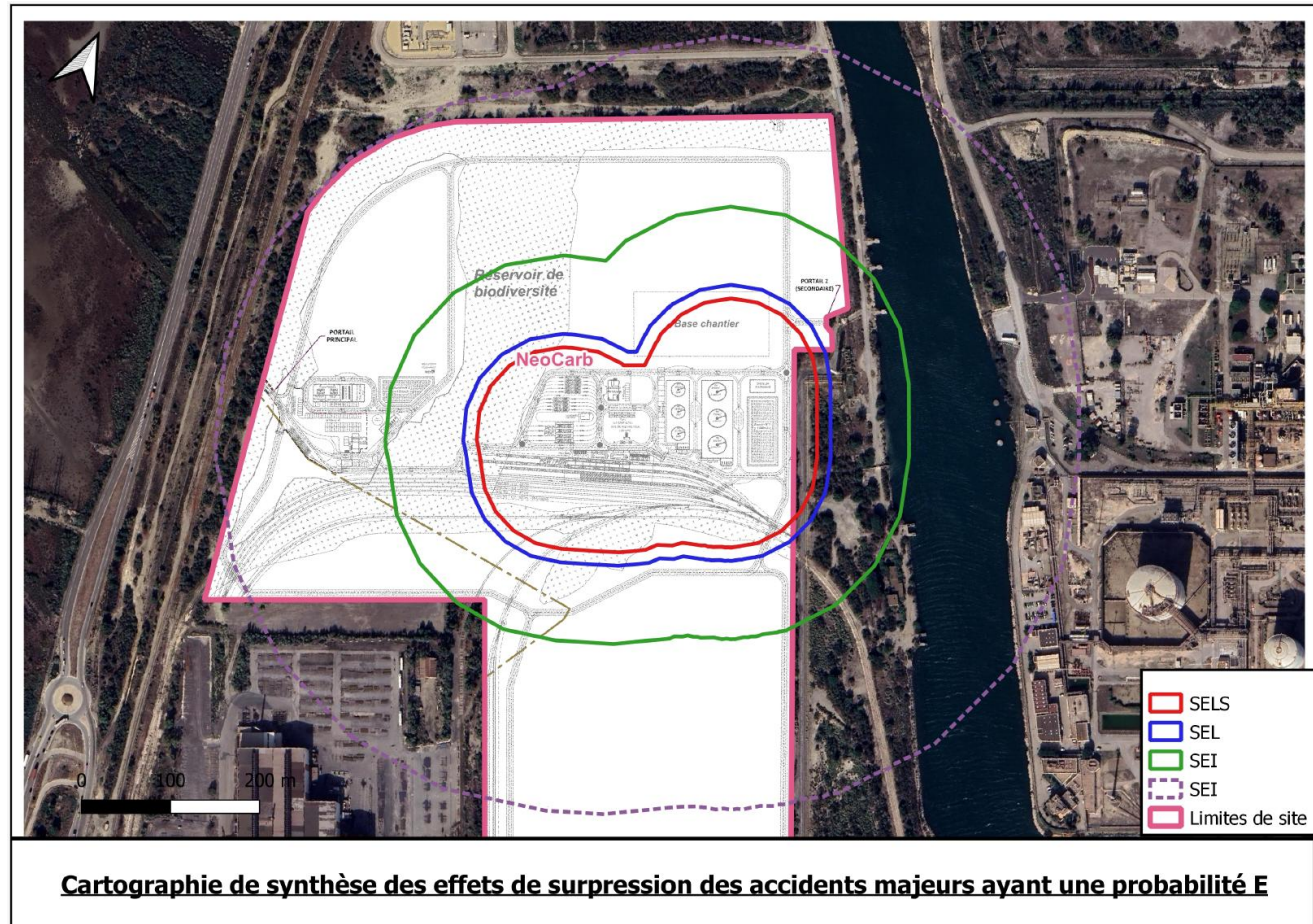 Réservoir de
biodiversité
PORTAIL 2
(SECONDAIRE)
Base chantier
PORTAIL
PRINCIPAL
NeoCarb
0 100 200 m
SELS
SEL
SEI
SEI
Limites de site
Cartographie de synthèse des effets de surpression des accidents majeurs ayant une probabilité E